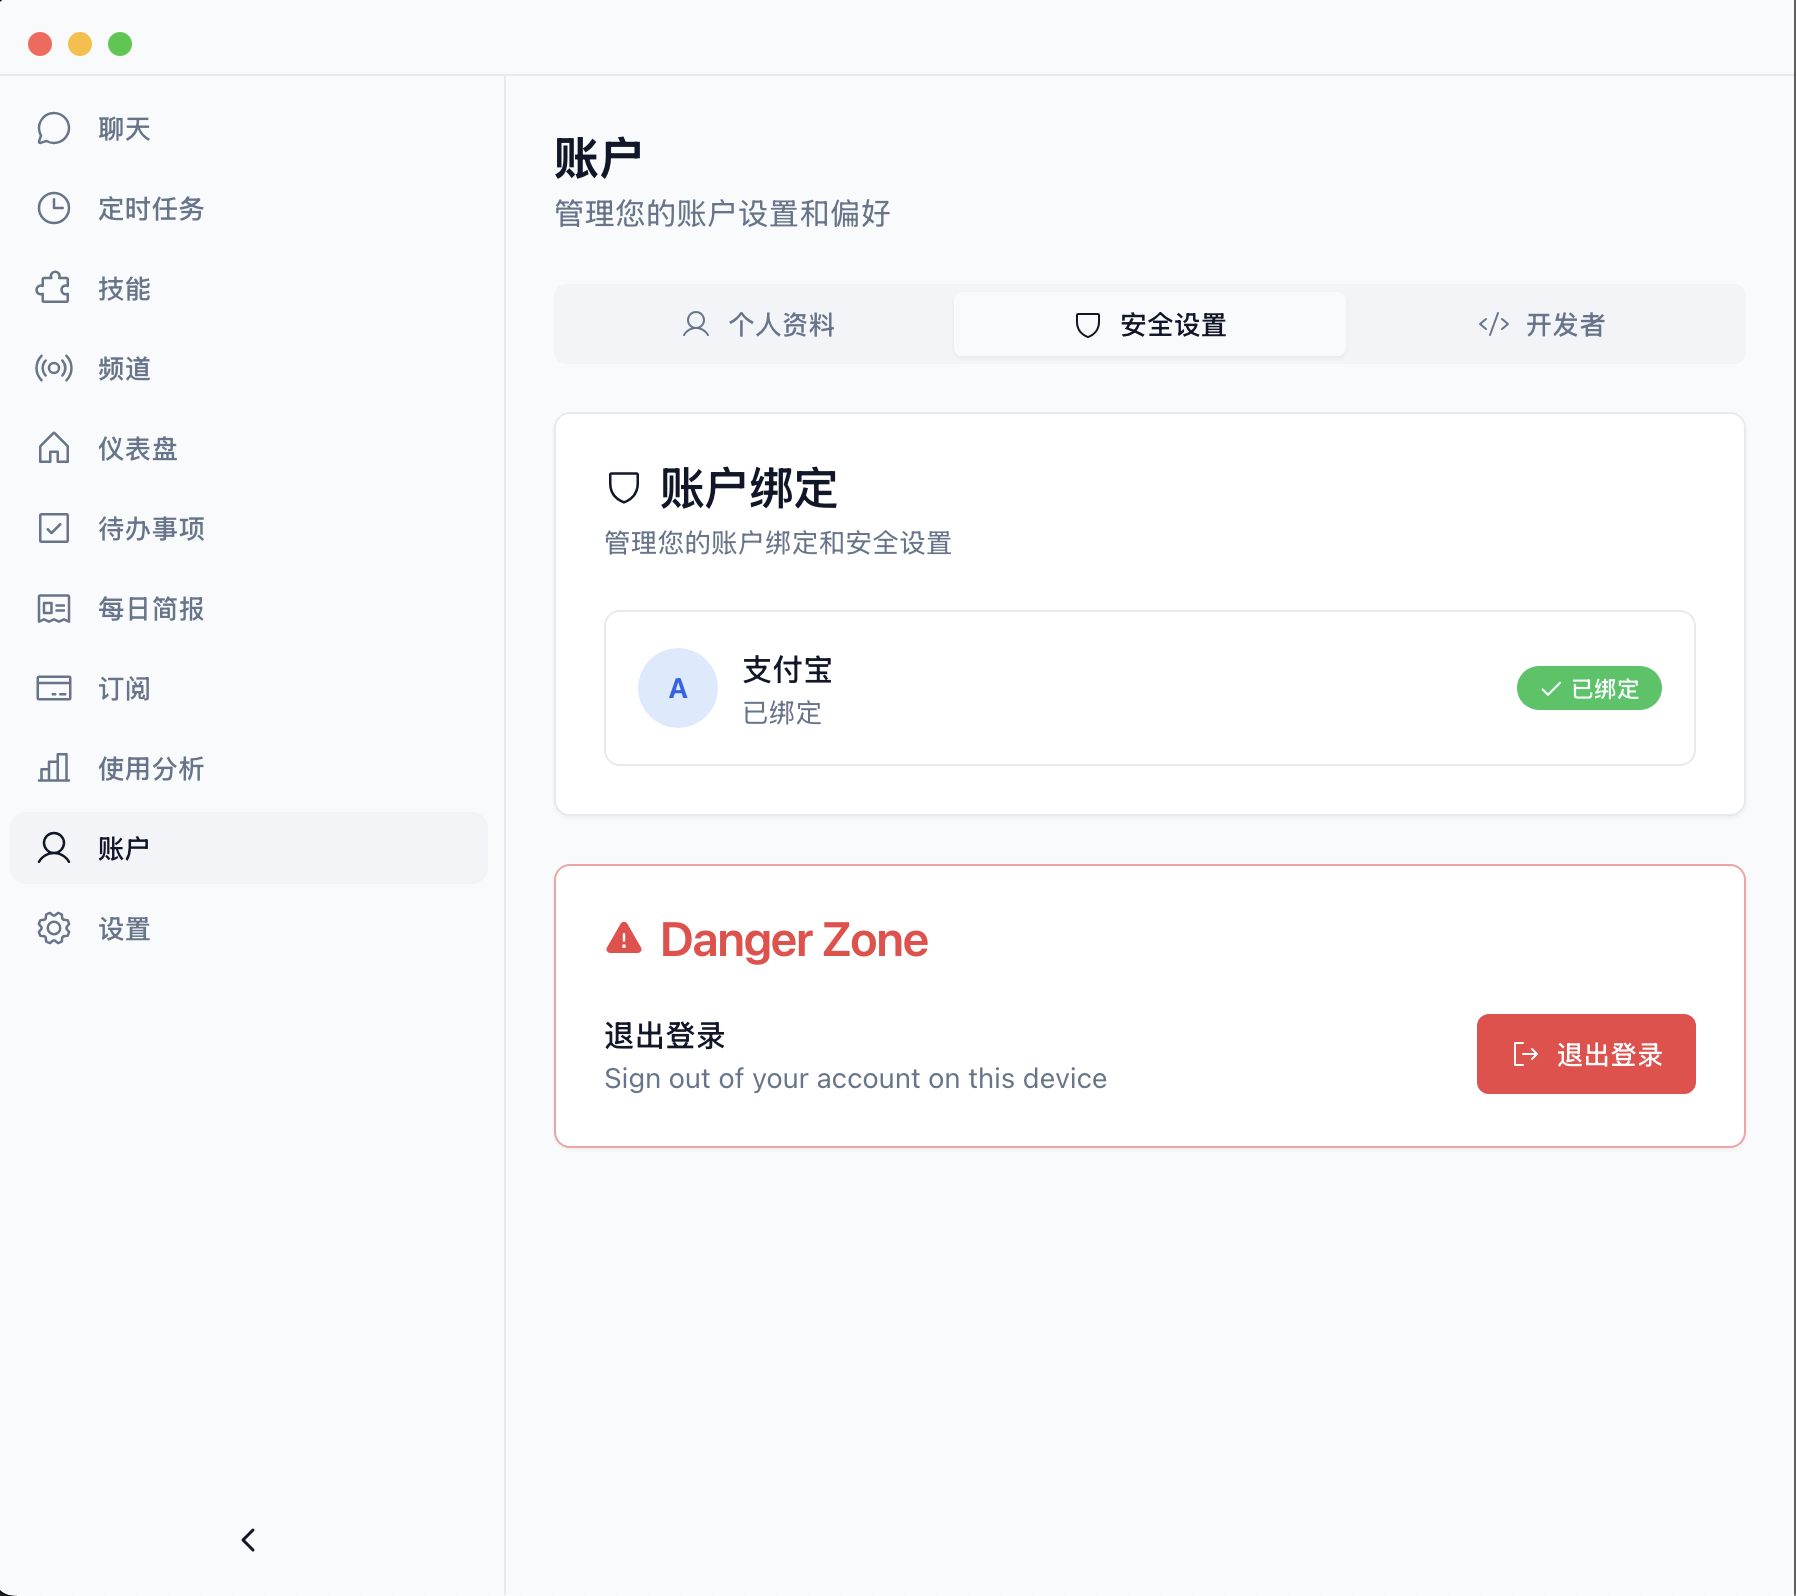 聊天
定时任务
技能
频道
仪表盘
待办事项
每日简报
订阅
使用分析
账户
设置
账户
管理您的账户设置和偏好
个人资料
安全设置
开发者
账户绑定
管理您的账户绑定和安全设置
A
支付宝
已绑定
已绑定
Danger Zone
退出登录
Sign out of your account on this device
退出登录